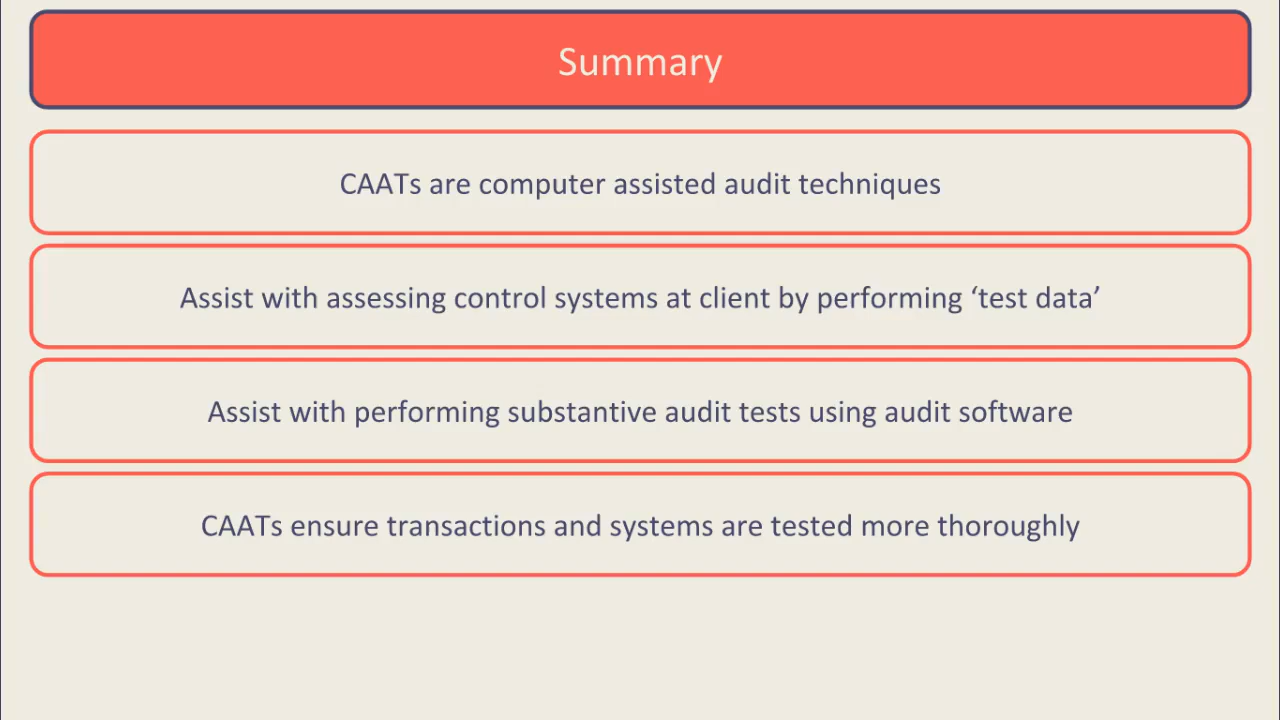 Summary
CAATs are computer assisted audit techniques
Assist with assessing control systems at client by performing ‘test data’
Assist with performing substantive audit tests using audit software
CAATs ensure transactions and systems are tested more thoroughly